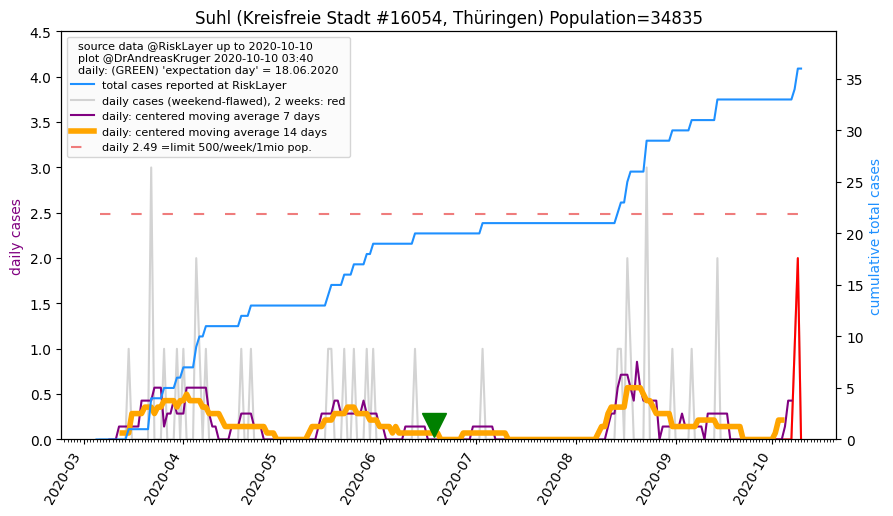 Suhl (Kreisfreie Stadt #16054, Thüringen) Population=34835
source data @RiskLayer up to 2020-10-10
plot @DrAndreasKruger 2020-10-10 03:40
daily: (GREEN) 'expectation day' = 18.06.2020
total cases reported at RiskLayer
daily cases (weekend-flawed), 2 weeks: red
daily: centered moving average 7 days
daily: centered moving average 14 days
daily 2.49 =limit 500/week/1mio pop.
daily cases
4.5
4.0
3.5
3.0
2.5
2.0
1.5
1.0
0.5
0.0
cumulative total cases
35
30
25
20
15
10
5
0
2020-03
2020-04
2020-05
2020-06
2020-07
2020-08
2020-09
2020-10